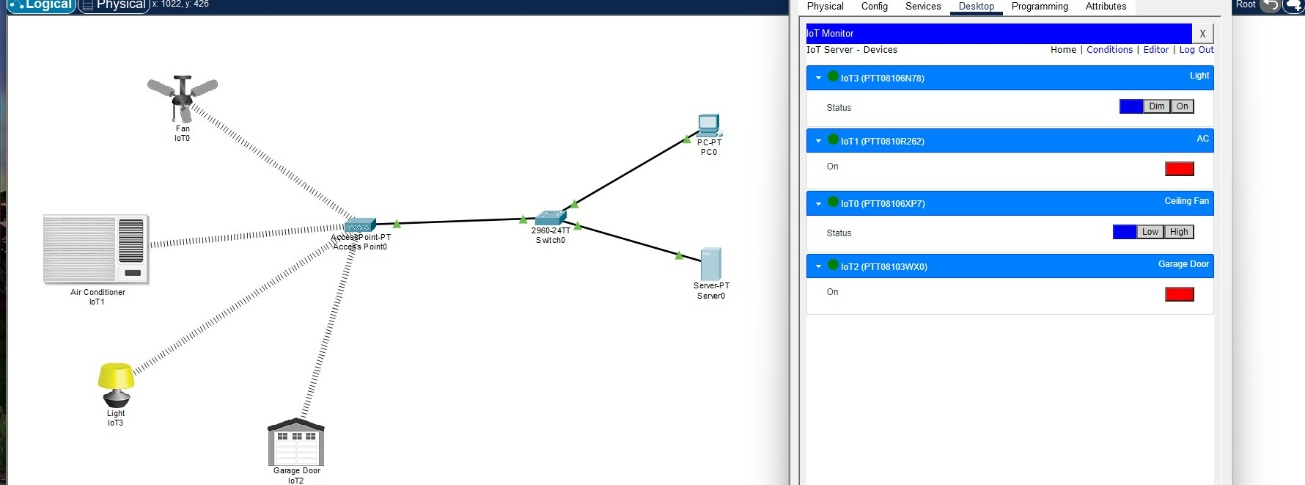 Logical Physical x: 1022, y: 426
Root
Fan
IoT0
Air Conditioner
IoT1
Light
IoT3
Garage Door
IoT2
AccessPoint-PT
Access Point0
2960-24TT
Switch0
PC-PT
PC0
Server-PT
Server0
Physical Config Services Desktop Programming Attributes
IoT Monitor X
IoT Server - Devices Home | Conditions | Editor | Log Out
IoT3 (PTT08106N78) Light
Status Dim On
IoT1 (PTT0810R262) AC
On
IoT0 (PTT08106XP7) Ceiling Fan
Status Low High
IoT2 (PTT08103WX0) Garage Door
On